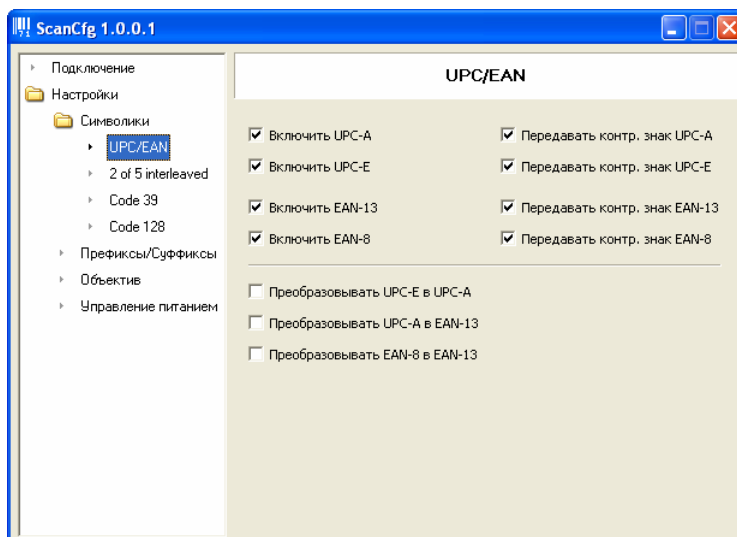 ScanCfg 1.0.0.1
Подключение
Настройки
Символики
UPC/EAN
2 of 5 interleaved
Code 39
Code 128
Префиксы/Суффиксы
Объектив
Управление питанием
UPC/EAN
Включить UPC-A
Передавать контр. знак UPC-A
Включить UPC-E
Передавать контр. знак UPC-E
Включить EAN-13
Передавать контр. знак EAN-13
Включить EAN-8
Передавать контр. знак EAN-8
Преобразовывать UPC-E в UPC-A
Преобразовывать UPC-A в EAN-13
Преобразовывать EAN-8 в EAN-13